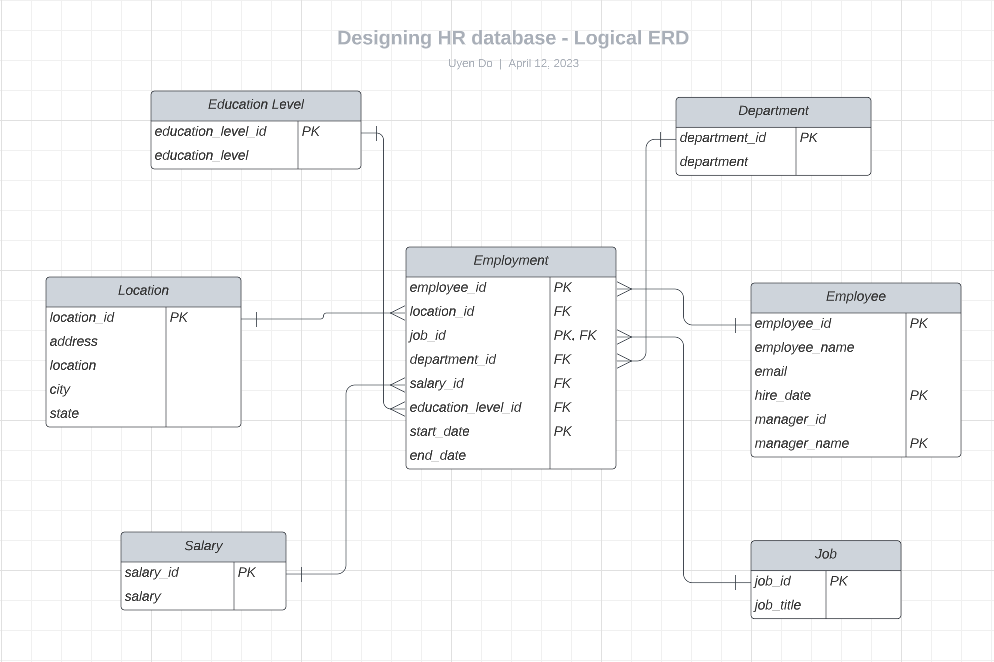 Designing HR database - Logical ERD
Uyen Do | April 12, 2023
Education Level
education_level_id PK
education_level
Department
department_id PK
department
Location
location_id PK
address
location
city
state
Employment
employee_id PK
location_id FK
job_id PK, FK
department_id FK
salary_id FK
education_level_id FK
start_date PK
end_date
Employee
employee_id PK
employee_name
email
hire_date PK
manager_id
manager_name PK
Salary
salary_id PK
salary
Job
job_id PK
job_title